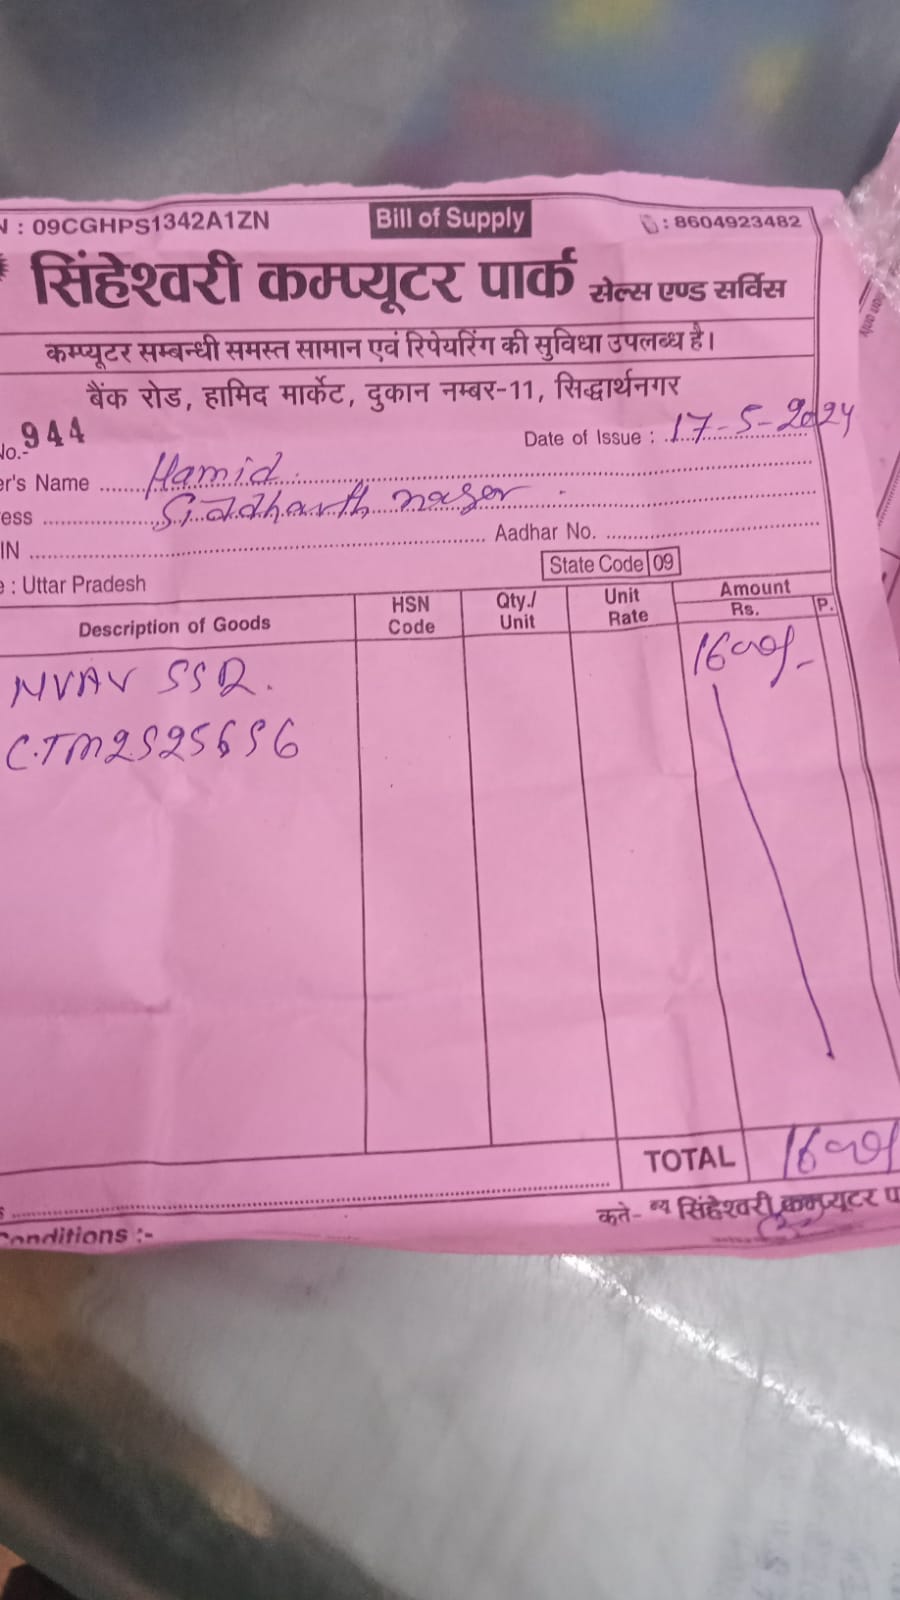 N : 09CGHPS1342A1ZN Bill of Supply : 8604923482
सिंहेश्वरी कम्प्यूटर पार्क सेल्स एण्ड सर्विस
कम्प्यूटर सम्बन्धी समस्त सामान एवं रिपेयरिंग की सुविधा उपलब्ध है।
बैंक रोड, हामिद मार्केट, दुकान नम्बर-11, सिद्धार्थनगर
No.- 944 Date of Issue : 17-5-2024
er's Name Hamid
ess Siddharth nager
IN Aadhar No.
e : Uttar Pradesh State Code 09
Description of Goods HSN Code Qty./ Unit Unit Rate Amount Rs. P.
NVAV SSD. 1600/-
C.TM2S25656
TOTAL 1600/
कृते- सिंहेश्वरी कम्प्यूटर पा
Conditions :-
on only